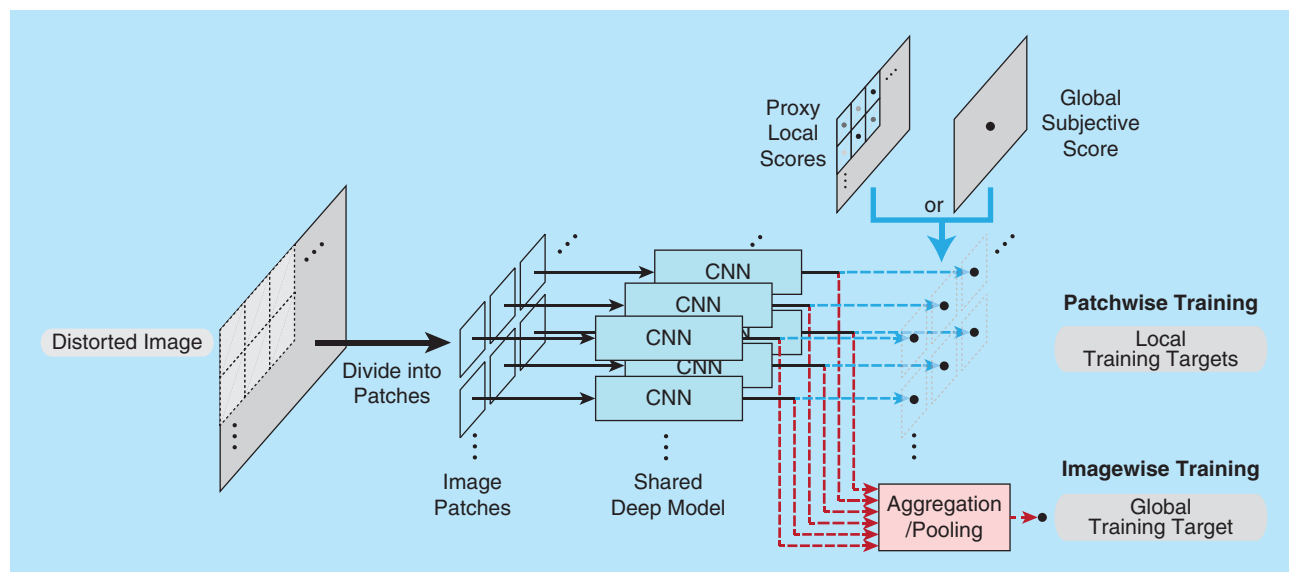 Proxy
Local
Scores
Global
Subjective
Score
or
Distorted Image
Divide into
Patches
CNN
CNN
CNN
CNN
CNN
Patchwise Training
Local
Training Targets
Image
Patches
Shared
Deep Model
Aggregation
/Pooling
Imagewise Training
Global
Training Target